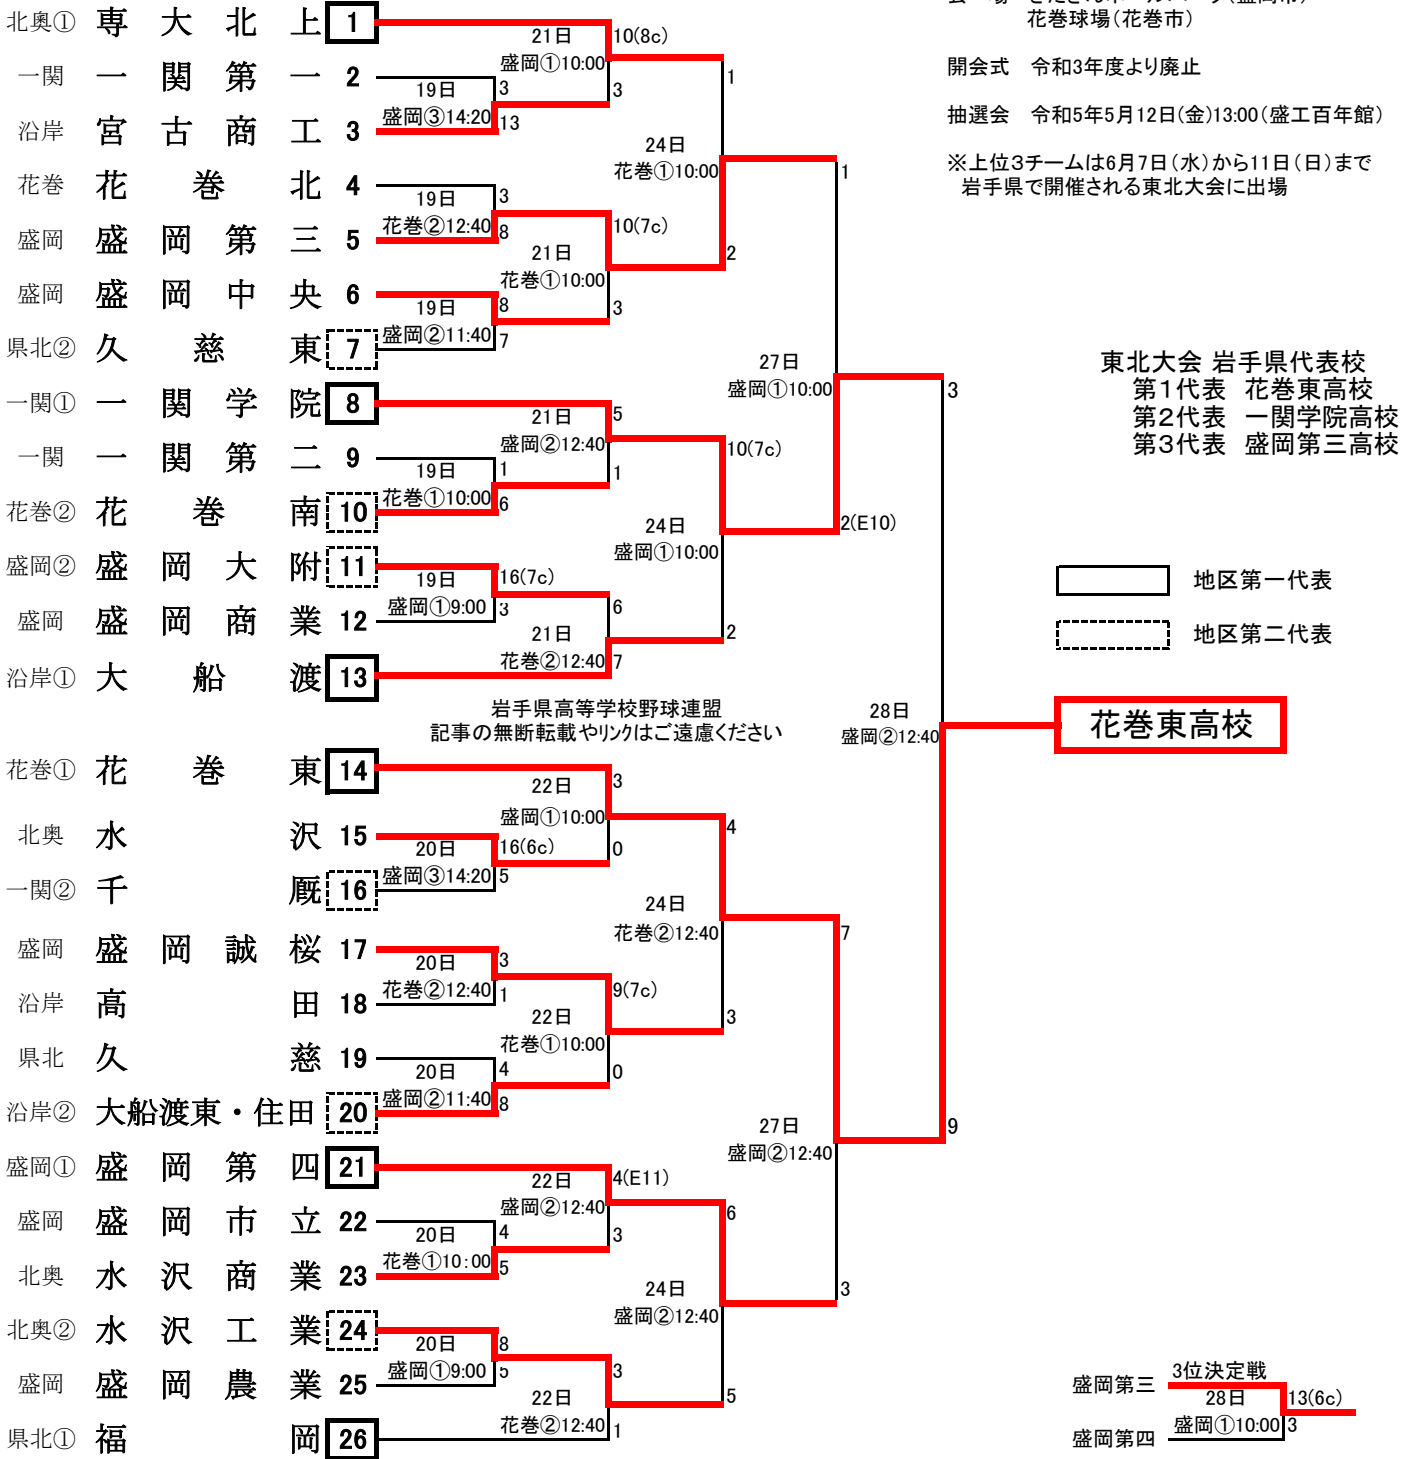 花巻球場(花巻市)
開会式 令和3年度より廃止
抽選会 令和5年5月12日(金)13:00(盛工百年館)
※上位3チームは6月7日(水)から11日(日)まで
岩手県で開催される東北大会に出場
北奥① 専大北上 1
一関 一関第一 2
沿岸 宮古商工 3
花巻 花巻北 4
盛岡 盛岡第三 5
盛岡 盛岡中央 6
県北② 久慈東 7
一関① 一関学院 8
一関 一関第二 9
花巻② 花巻南 10
盛岡② 盛岡大附 11
盛岡 盛岡商業 12
沿岸① 大船渡 13
花巻① 花巻東 14
北奥 水沢 15
一関② 千厩 16
盛岡 盛岡誠桜 17
沿岸 高田 18
県北 久慈 19
沿岸② 大船渡東・住田 20
盛岡① 盛岡第四 21
盛岡 盛岡市立 22
北奥 水沢商業 23
北奥② 水沢工業 24
盛岡 盛岡農業 25
県北① 福岡 26
19日 3
盛岡③14:20 13
19日 3
花巻②12:40 8
19日 8
盛岡②11:40 7
19日 1
花巻①10:00 6
19日 16(7c)
盛岡①9:00 3
20日 16(6c)
盛岡③14:20 5
20日 3
花巻②12:40 1
20日 4
盛岡②11:40 8
20日 4
花巻①10:00 5
20日 8
盛岡①9:00 5
21日 10(8c)
盛岡①10:00
3
10(7c)
21日
花巻①10:00
3
21日 5
盛岡②12:40
1
6
21日
花巻②12:40 7
22日 3
盛岡①10:00
0
9(7c)
22日
花巻①10:00
0
22日 4(E11)
盛岡②12:40
3
3
22日
花巻②12:40 1
1
24日
花巻①10:00
2
10(7c)
24日
盛岡①10:00
2
4
24日
花巻②12:40
3
6
24日
盛岡②12:40
5
1
27日
盛岡①10:00
2(E10)
7
27日
盛岡②12:40
3
3
28日
盛岡②12:40
9
岩手県高等学校野球連盟
記事の無断転載やリンクはご遠慮ください
東北大会 岩手県代表校
第1代表 花巻東高校
第2代表 一関学院高校
第3代表 盛岡第三高校
地区第一代表
地区第二代表
花巻東高校
3位決定戦
盛岡第三
28日 13(6c)
盛岡①10:00 3
盛岡第四